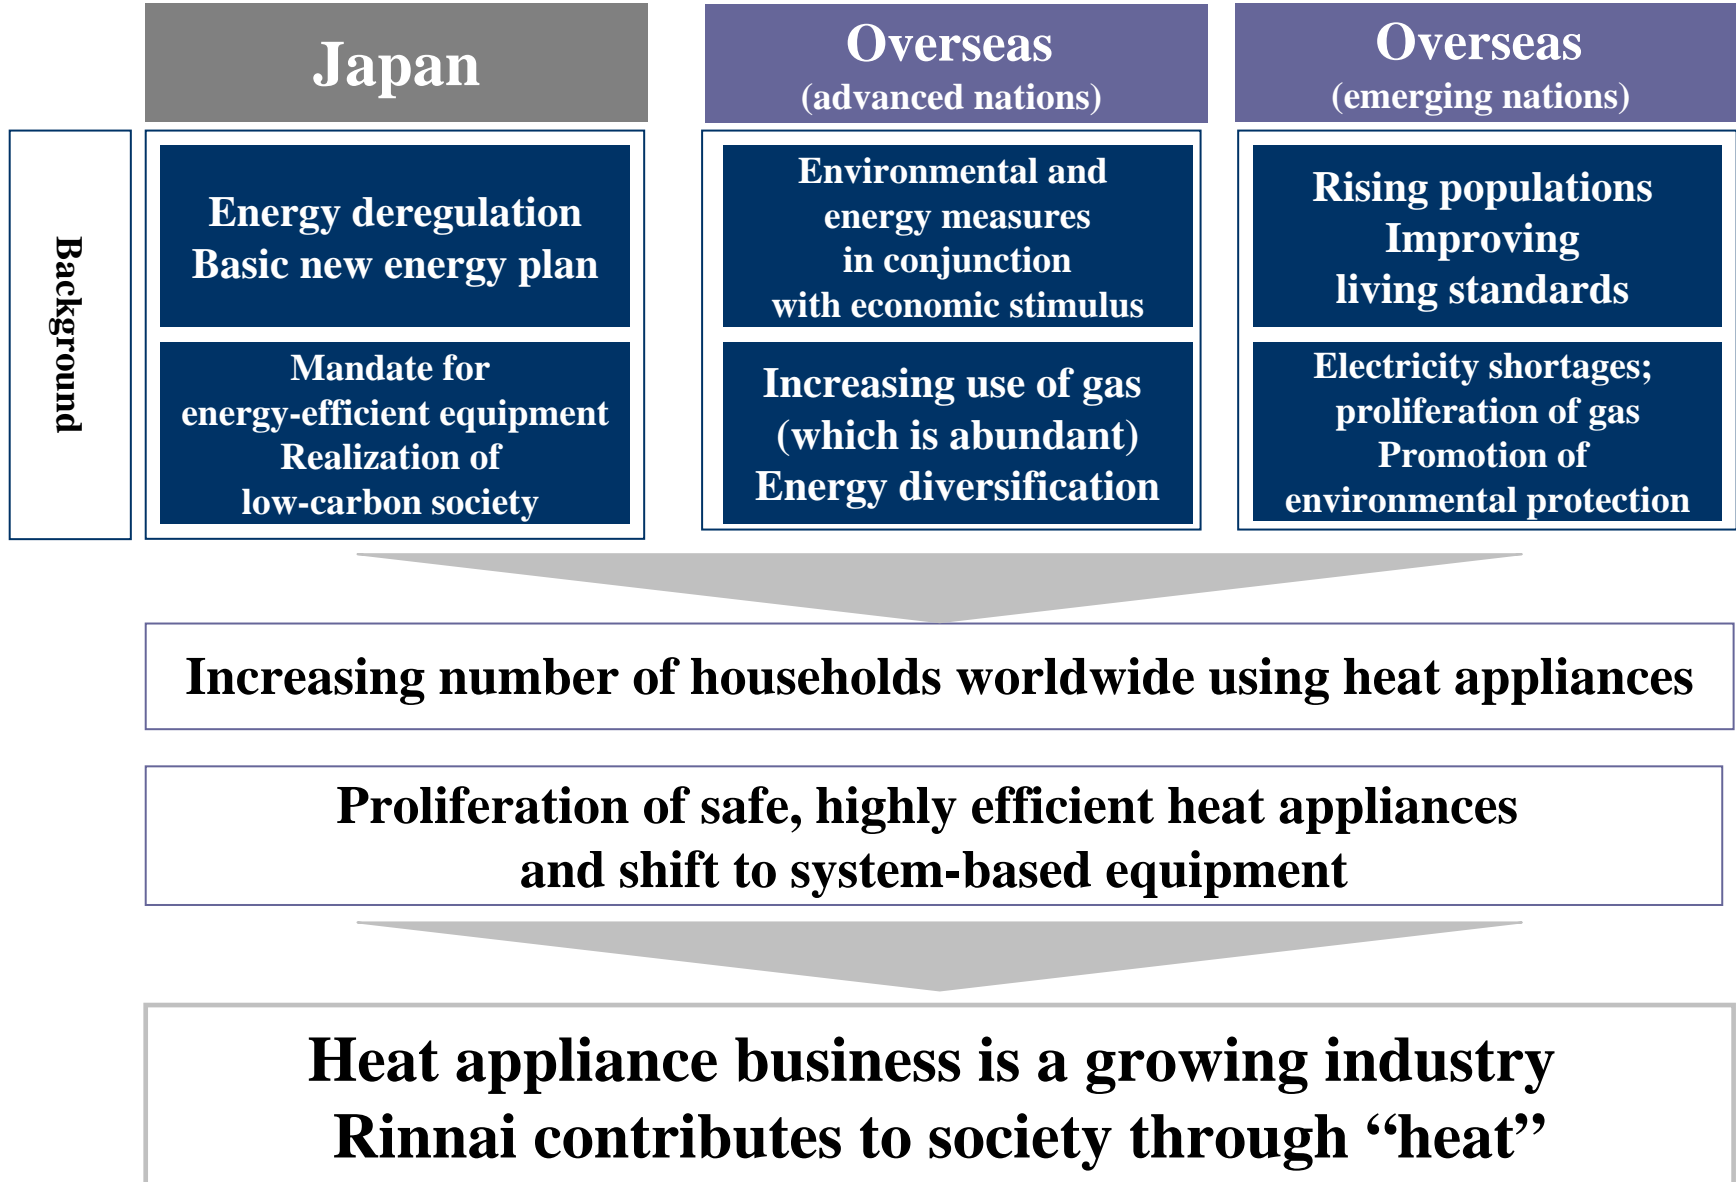 Japan
Overseas
(advanced nations)
Overseas
(emerging nations)
Background
Energy deregulation
Basic new energy plan
Mandate for
energy-efficient equipment
Realization of
low-carbon society
Environmental and
energy measures
in conjunction
with economic stimulus
Increasing use of gas
(which is abundant)
Energy diversification
Rising populations
Improving
living standards
Electricity shortages;
proliferation of gas
Promotion of
environmental protection
Increasing number of households worldwide using heat appliances
Proliferation of safe, highly efficient heat appliances
and shift to system-based equipment
Heat appliance business is a growing industry
Rinnai contributes to society through “heat”